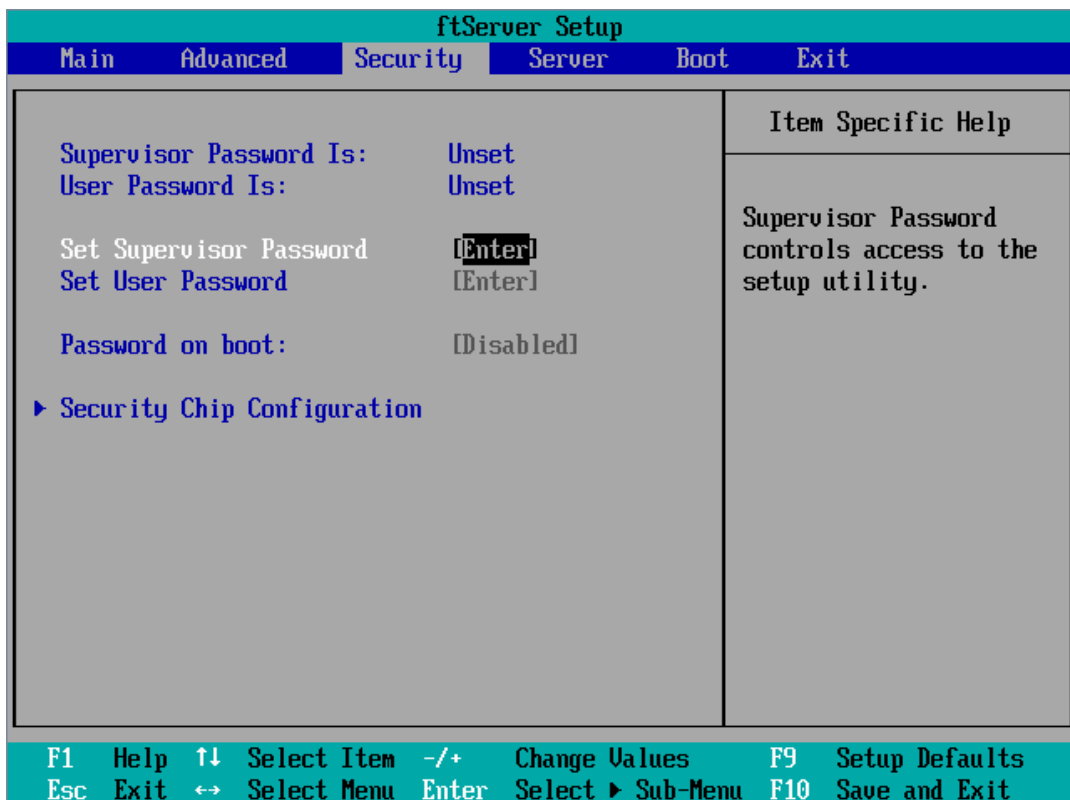 ftServer Setup
Main Advanced Security Server Boot Exit
Item Specific Help
Supervisor Password Is: Unset
User Password Is: Unset
Set Supervisor Password [Enter]
Set User Password [Enter]
Password on boot: [Disabled]
▶ Security Chip Configuration
Supervisor Password
controls access to the
setup utility.
F1 Help ↑↓ Select Item -/+ Change Values F9 Setup Defaults
Esc Exit ↔ Select Menu Enter Select ▶ Sub-Menu F10 Save and Exit